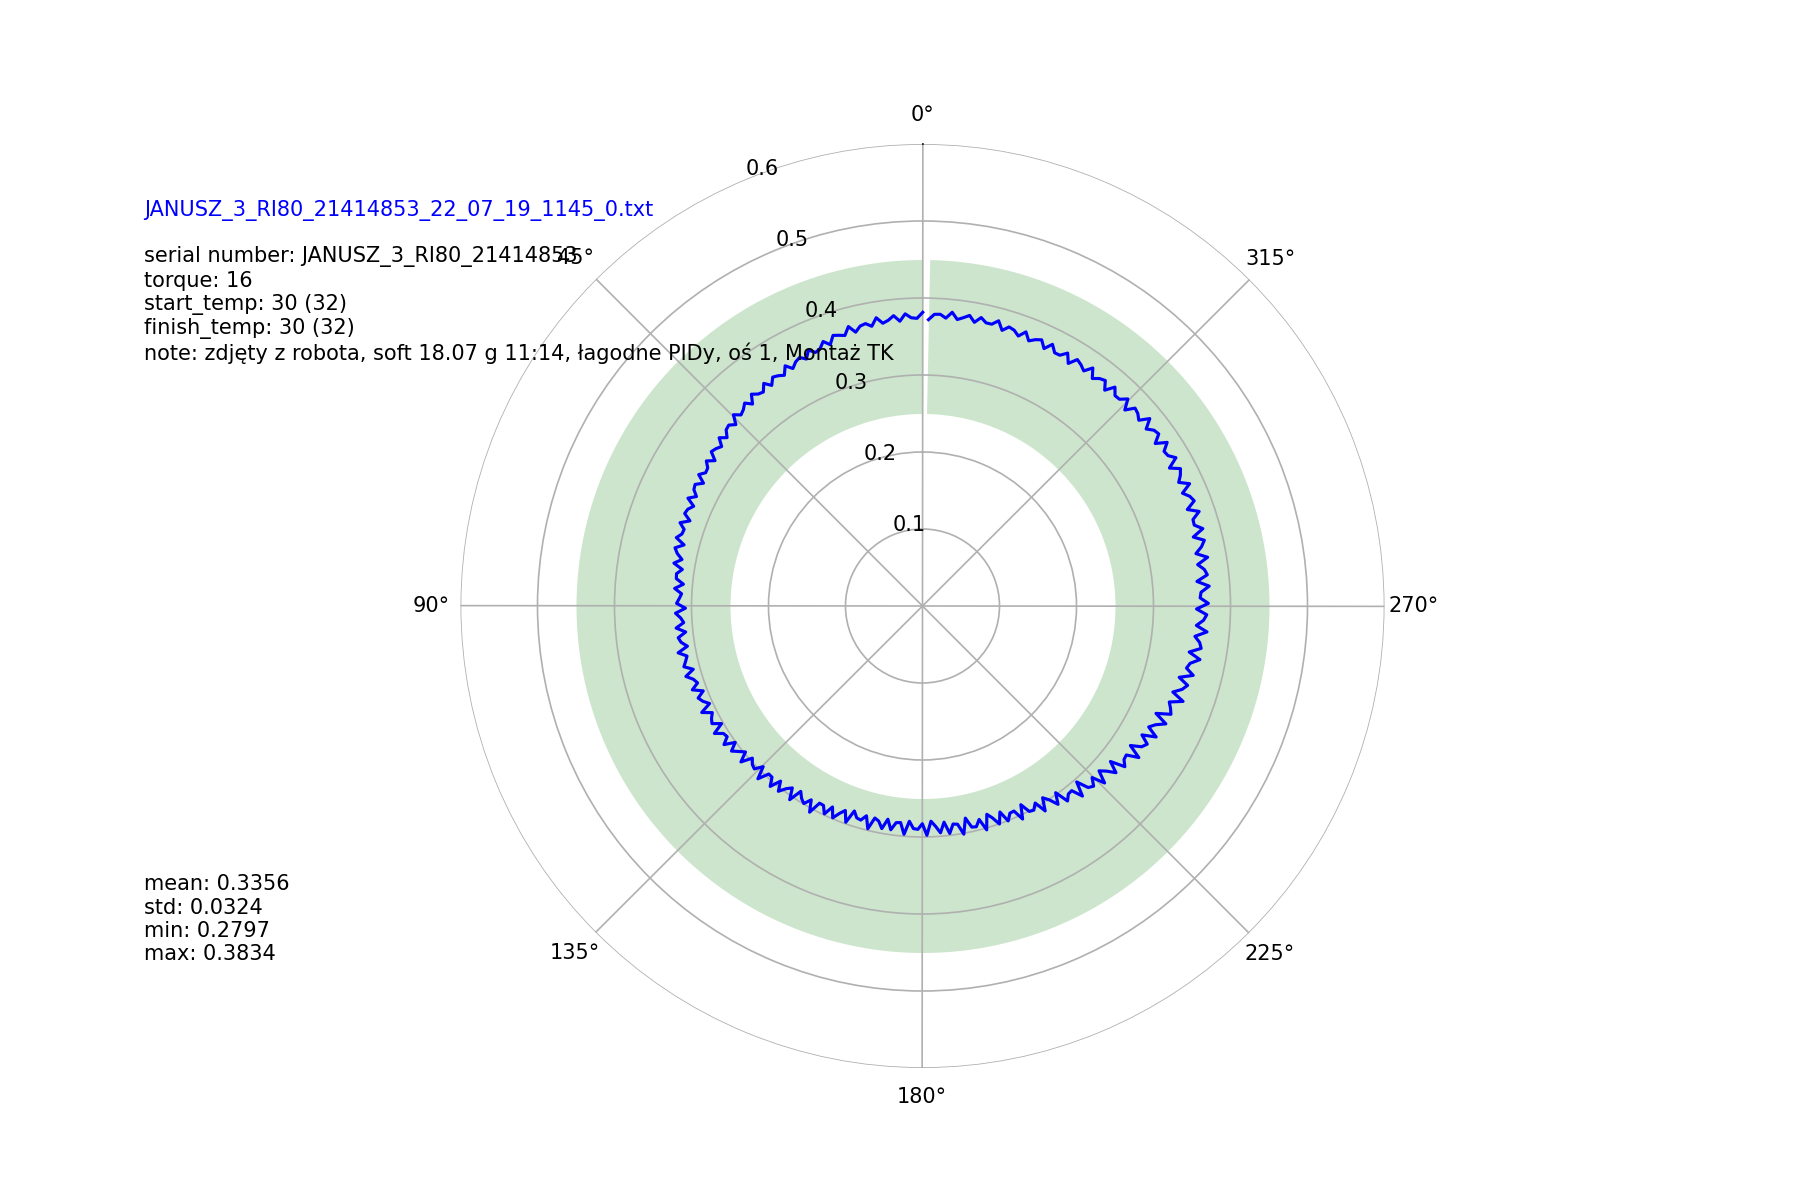 0°
0.6
JANUSZ_3_RI80_21414853_22_07_19_1145_0.txt
0.5
serial number: JANUSZ_3_RI80_21414853
45°
315°
torque: 16
start_temp: 30 (32)
0.4
finish_temp: 30 (32)
note: zdjęty z robota, soft 18.07 g 11:14, łagodne PIDy, oś 1, Montaż TK
0.3
0.2
0.1
90°
270°
mean: 0.3356
std: 0.0324
min: 0.2797
max: 0.3834
135°
225°
180°